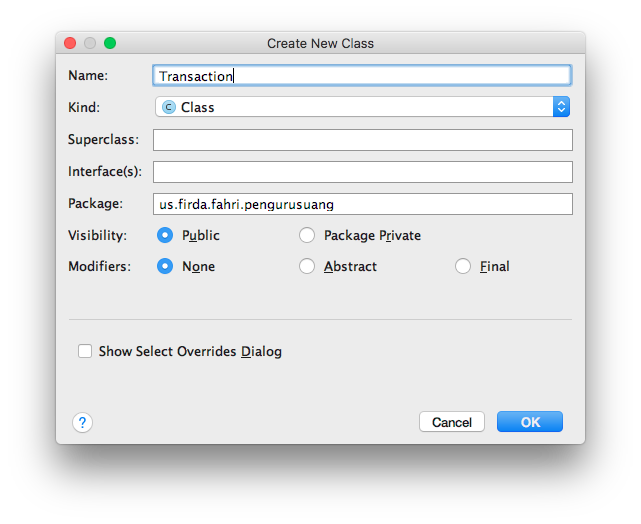 Create New Class
Name: Transaction
Kind: C Class
Superclass:
Interface(s):
Package: us.firda.fahri.pengurusuang
Visibility: Public Package Private
Modifiers: None Abstract Final
Show Select Overrides Dialog
? Cancel OK